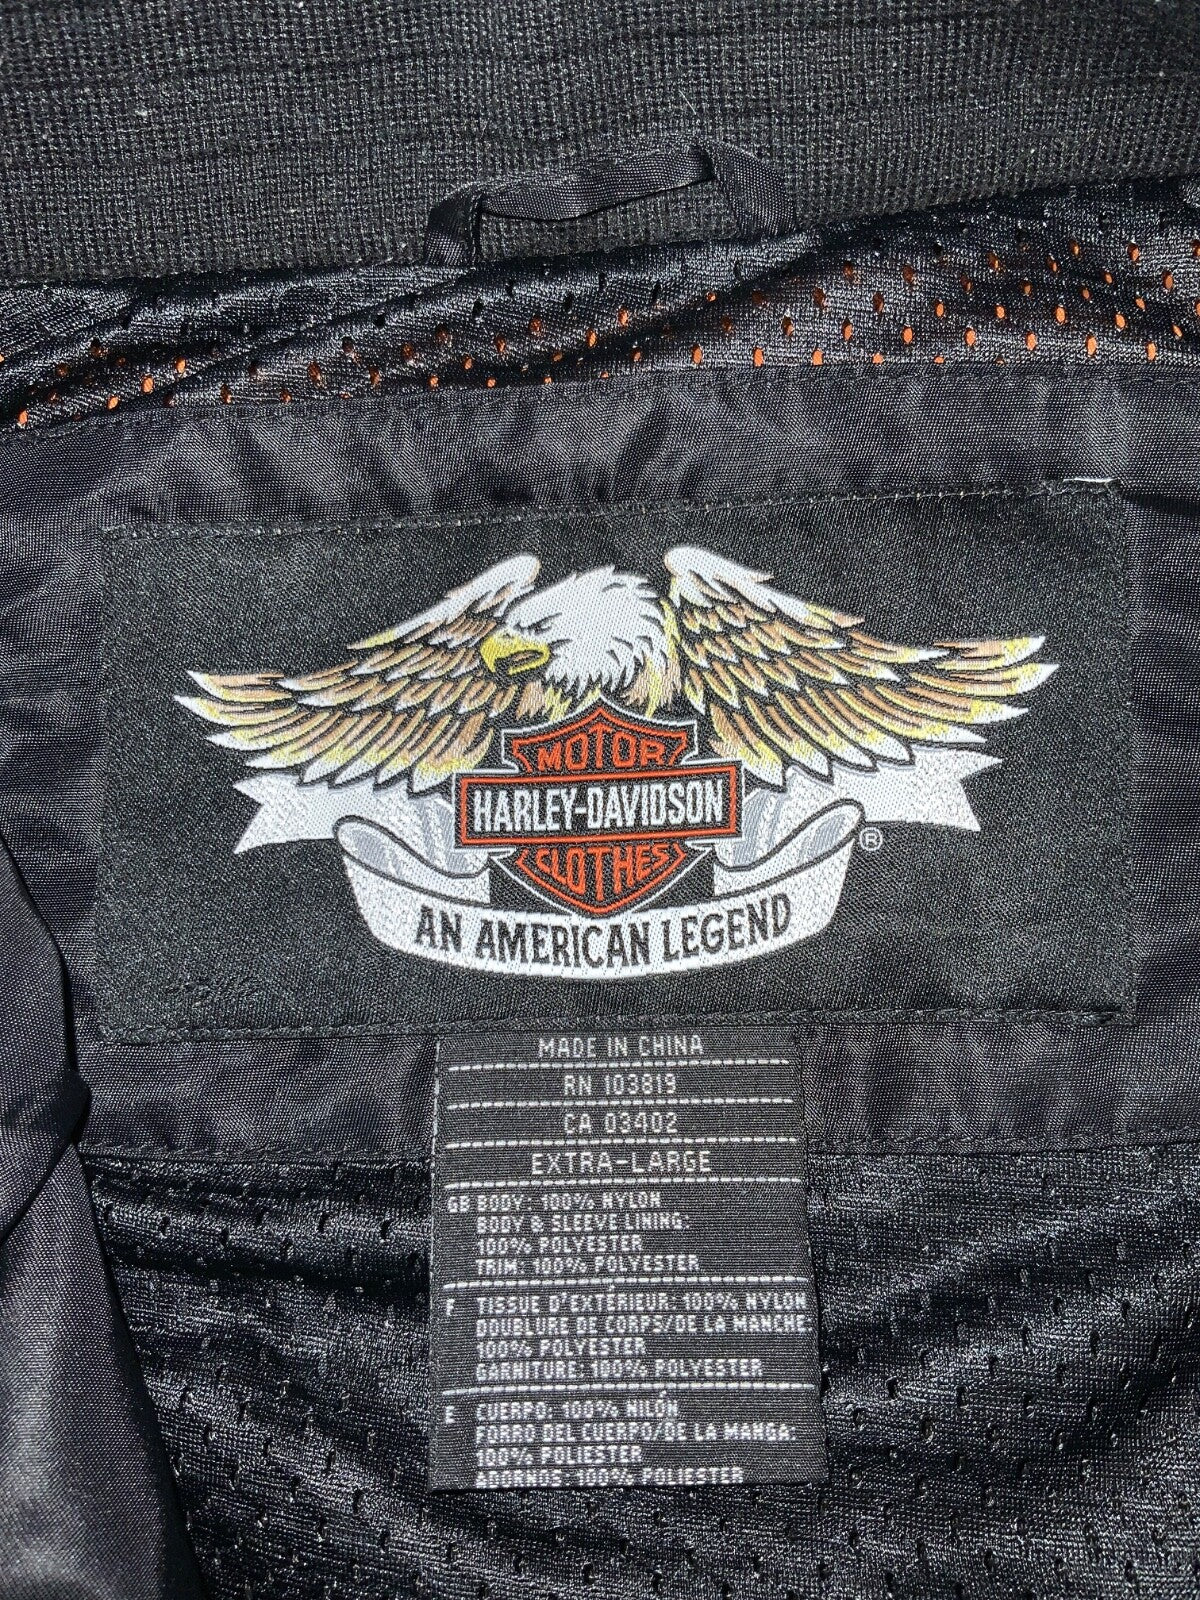 MOTOR
HARLEY-DAVIDSON
CLOTHES
®
AN AMERICAN LEGEND
MADE IN CHINA
RN 103819
CA 03402
EXTRA-LARGE
GB BODY: 100% NYLON
BODY & SLEEVE LINING:
100% POLYESTER
TRIM: 100% POLYESTER
F TISSUE D'EXTÉRIEUR: 100% NYLON
DOUBLURE DE CORPS/DE LA MANCHE:
100% POLYESTER
GARNITURE: 100% POLYESTER
E CUERPO: 100% NILÓN
FORRO DEL CUERPO/DE LA MANGA:
100% POLIESTER
ADORNOS: 100% POLIESTER